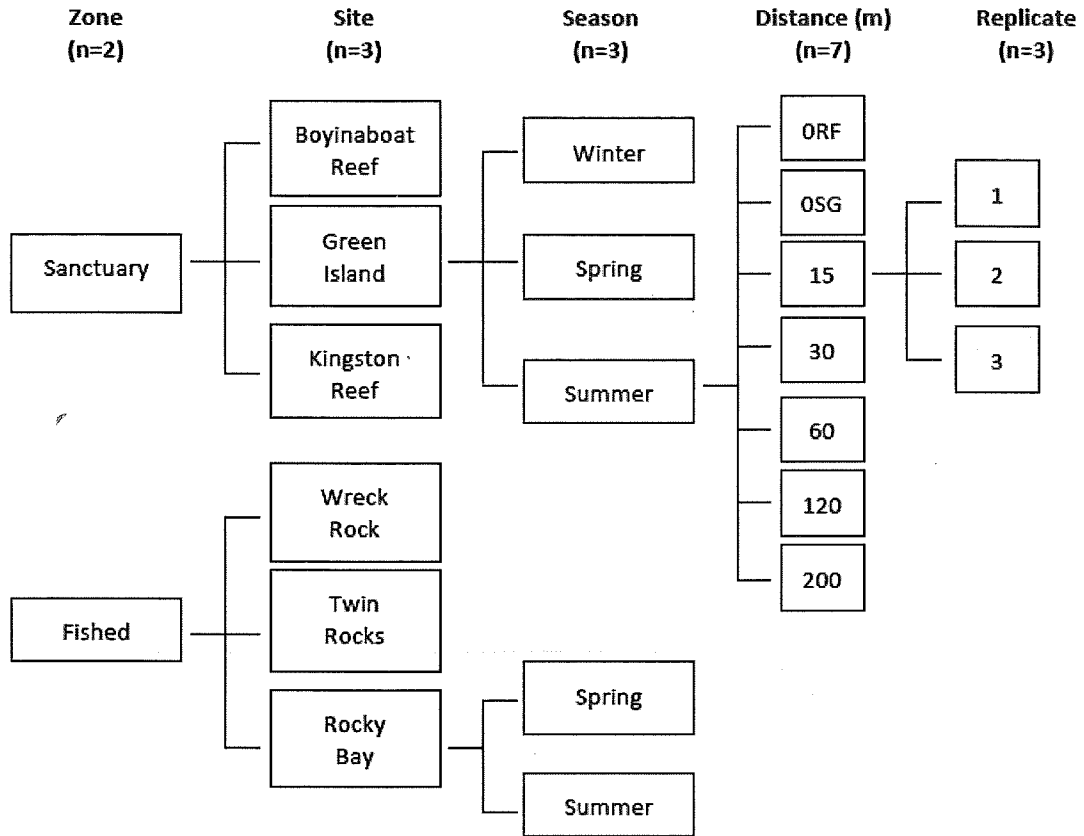 Zone Site Season Distance (m) Replicate
(n=2) (n=3) (n=3) (n=7) (n=3)
Sanctuary
Boyinaboat
Reef
Green
Island
Kingston
Reef
Winter
Spring
Summer
0RF
0SG
15
30
60
120
200
1
2
3
Fished
Wreck
Rock
Twin
Rocks
Rocky
Bay
Spring
Summer